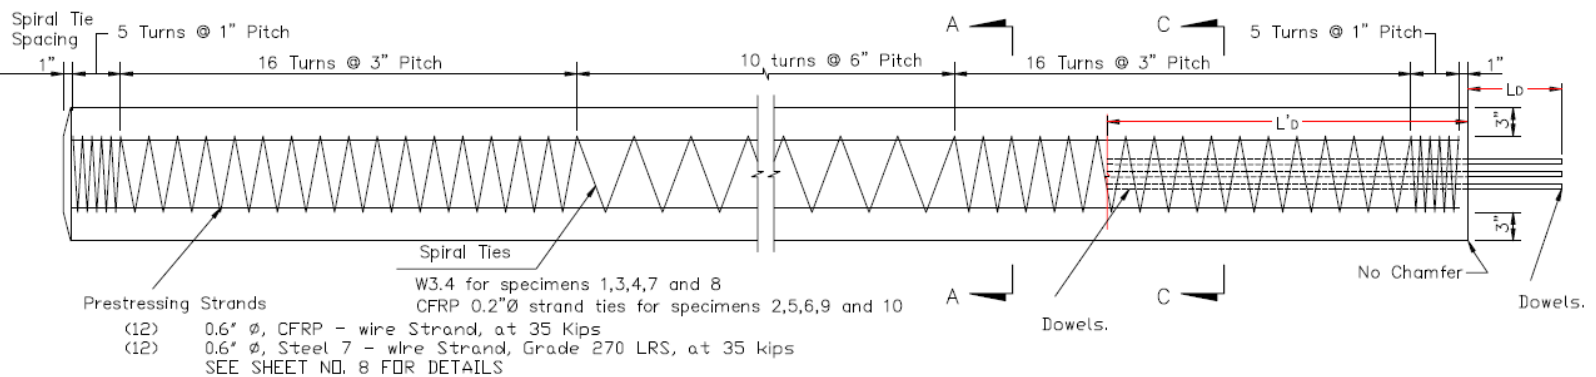 Spiral Tie
Spacing
5 Turns @ 1" Pitch
1"
16 Turns @ 3" Pitch
10 turns @ 6" Pitch
A
C
16 Turns @ 3" Pitch
5 Turns @ 1" Pitch
1"
LD
L'D
3"
3"
Spiral Ties
W3.4 for specimens 1,3,4,7 and 8
CFRP 0.2"Ø strand ties for specimens 2,5,6,9 and 10
Prestressing Strands
(12) 0.6" Ø, CFRP - wire Strand, at 35 Kips
(12) 0.6" Ø, Steel 7 - wire Strand, Grade 270 LRS, at 35 kips
SEE SHEET NO. 8 FOR DETAILS
A
C
Dowels.
No Chamfer
Dowels.